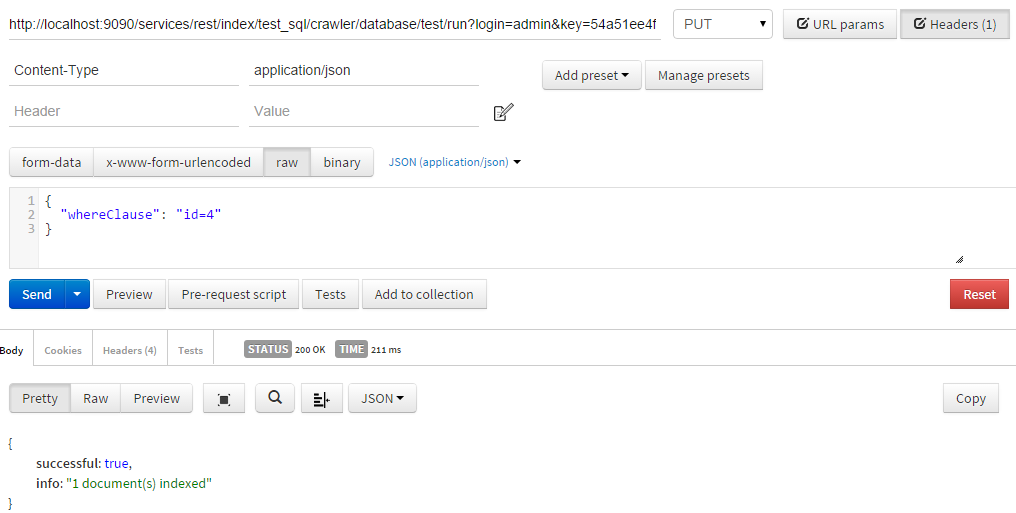 http://localhost:9090/services/rest/index/test_sql/crawler/database/test/run?login=admin&key=54a51ee4f PUT URL params Headers (1)
Content-Type application/json Add preset Manage presets
Header Value
form-data x-www-form-urlencoded raw binary JSON (application/json)
1 {
2 "whereClause": "id=4"
3 }
Send Preview Pre-request script Tests Add to collection Reset
Body Cookies Headers (4) Tests STATUS 200 OK TIME 211 ms
Pretty Raw Preview JSON Copy
{
successful: true,
info: "1 document(s) indexed"
}